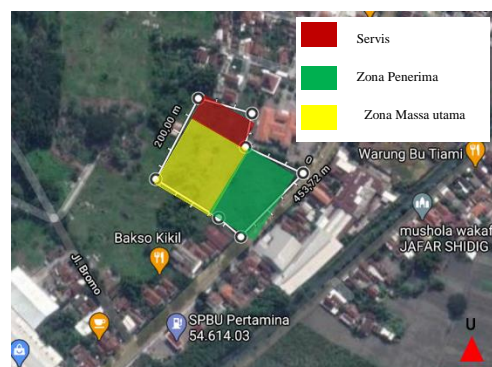 Servis
Zona Penerima
Zona Massa utama
200,00 m
0
453,72 m
Warung Bu Tiami
mushola wakaf
JAFAR SHIDIG
Bakso Kikil
Jl. Bromo
SPBU Pertamina
54.614.03
U